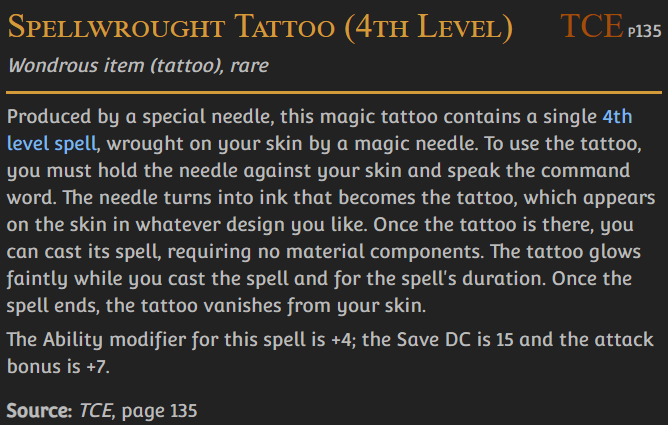 Spellwrought Tattoo (4th Level) TCE P135
Wondrous item (tattoo), rare
Produced by a special needle, this magic tattoo contains a single 4th
level spell, wrought on your skin by a magic needle. To use the tattoo,
you must hold the needle against your skin and speak the command
word. The needle turns into ink that becomes the tattoo, which appears
on the skin in whatever design you like. Once the tattoo is there, you
can cast its spell, requiring no material components. The tattoo glows
faintly while you cast the spell and for the spell's duration. Once the
spell ends, the tattoo vanishes from your skin.
The Ability modifier for this spell is +4; the Save DC is 15 and the attack
bonus is +7.
Source: TCE, page 135